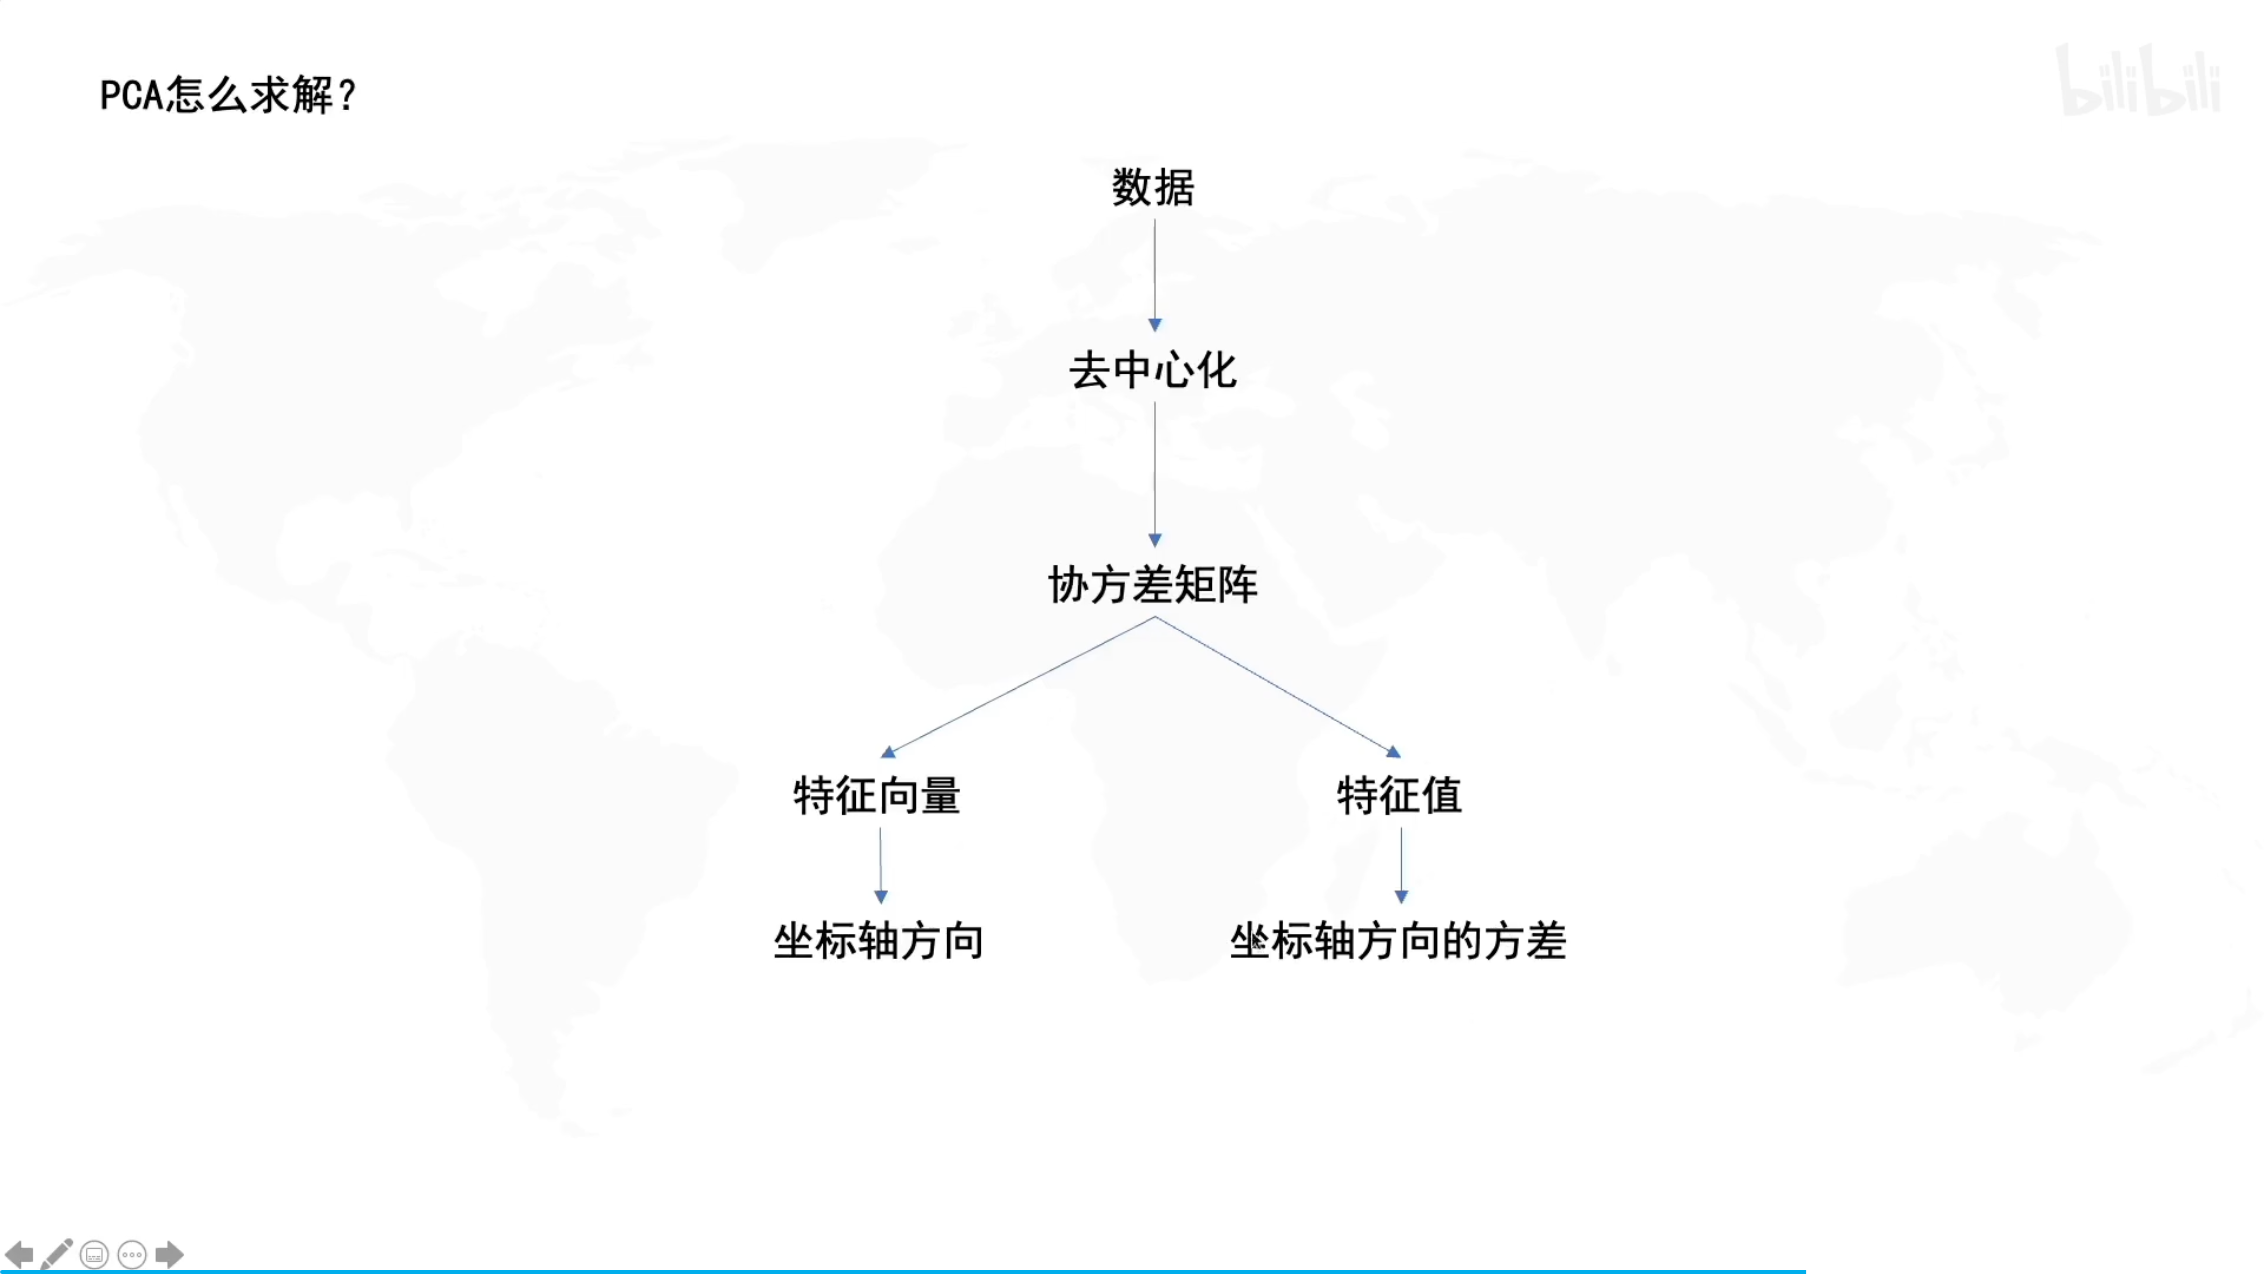 PCA怎么求解？
bilibili
数据
去中心化
协方差矩阵
特征向量
特征值
坐标轴方向
坐标轴方向的方差